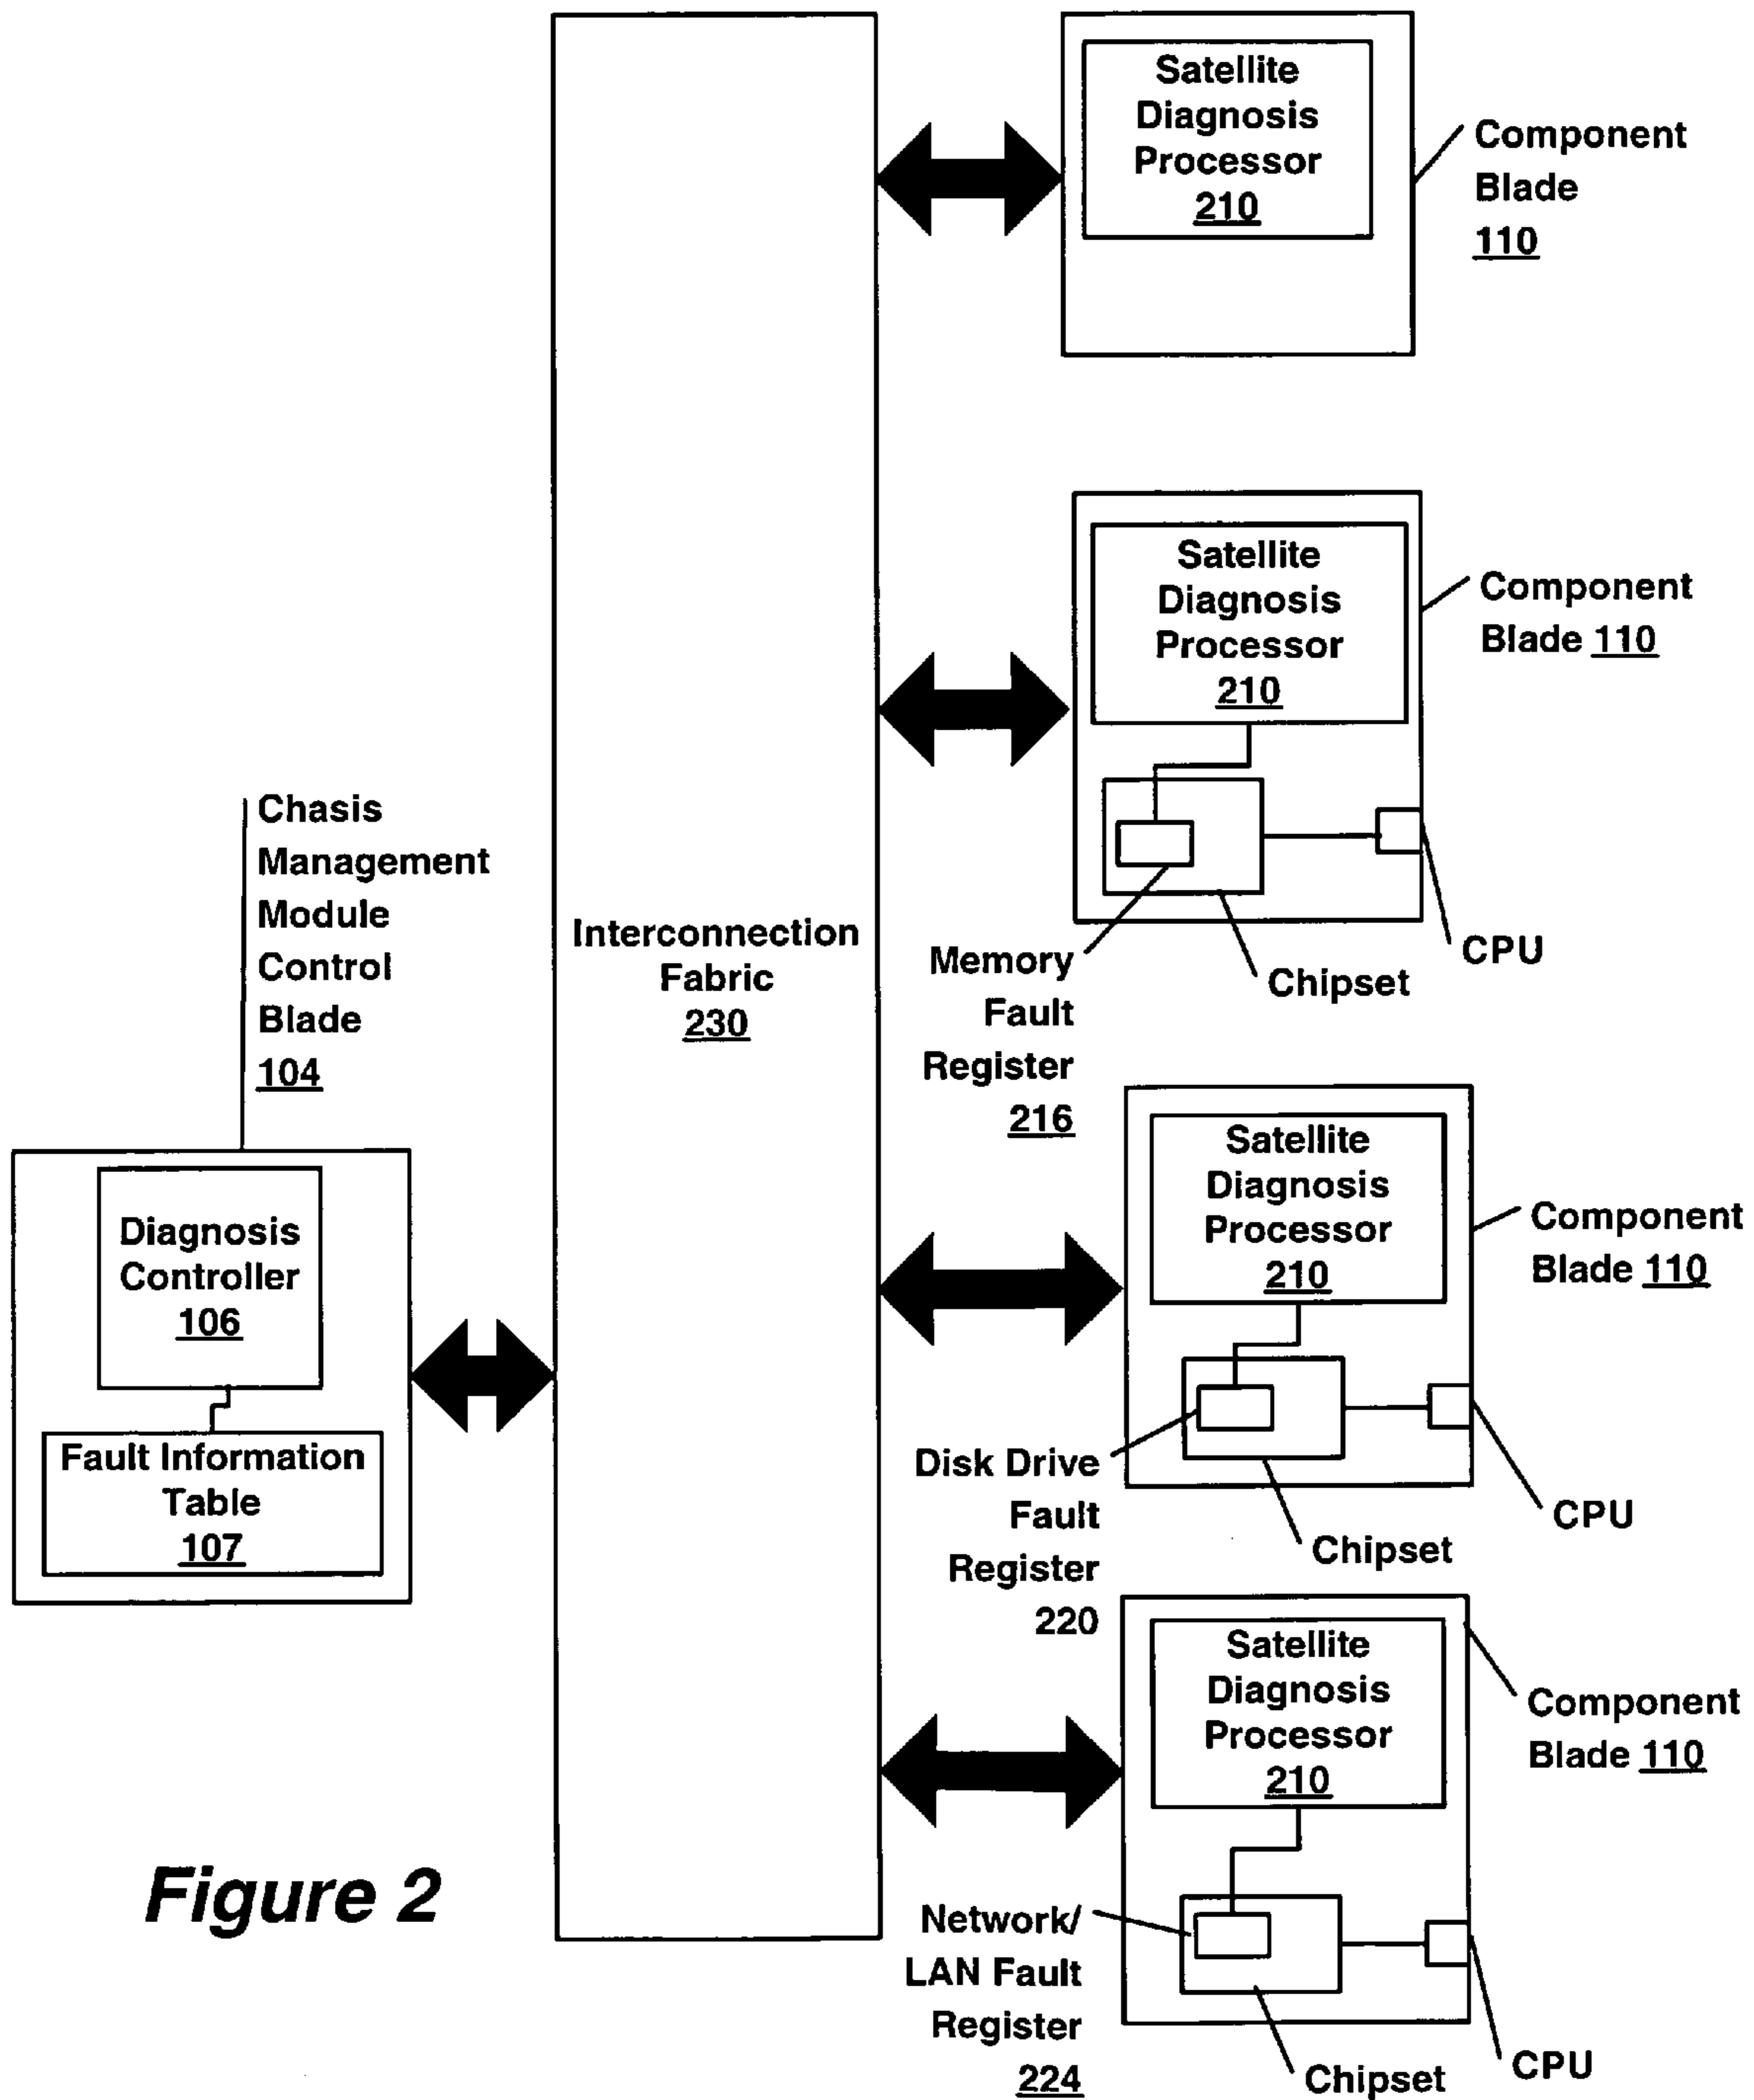 Satellite
Diagnosis
Processor
210
Component
Blade
110
Satellite
Diagnosis
Processor
210
Component
Blade 110
Memory
Fault
Register
216
Chipset
CPU
Chasis
Management
Module
Control
Blade
104
Interconnection
Fabric
230
Diagnosis
Controller
106
Fault Information
Table
107
Satellite
Diagnosis
Processor
210
Component
Blade 110
Disk Drive
Fault
Register
220
Chipset
CPU
Satellite
Diagnosis
Processor
210
Component
Blade 110
Network/
LAN Fault
Register
224
Chipset
CPU
Figure 2